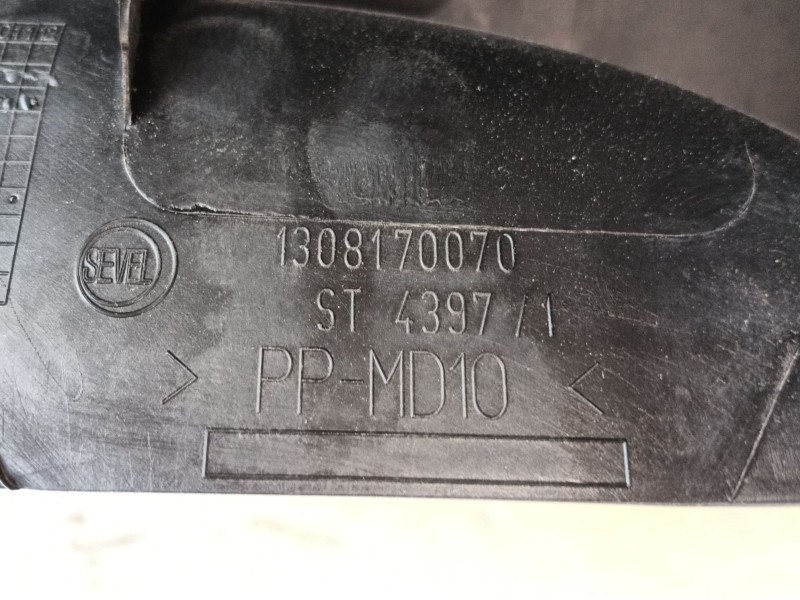 SEVEL
1308170070
ST 4397 /1
> PP-MD10 <